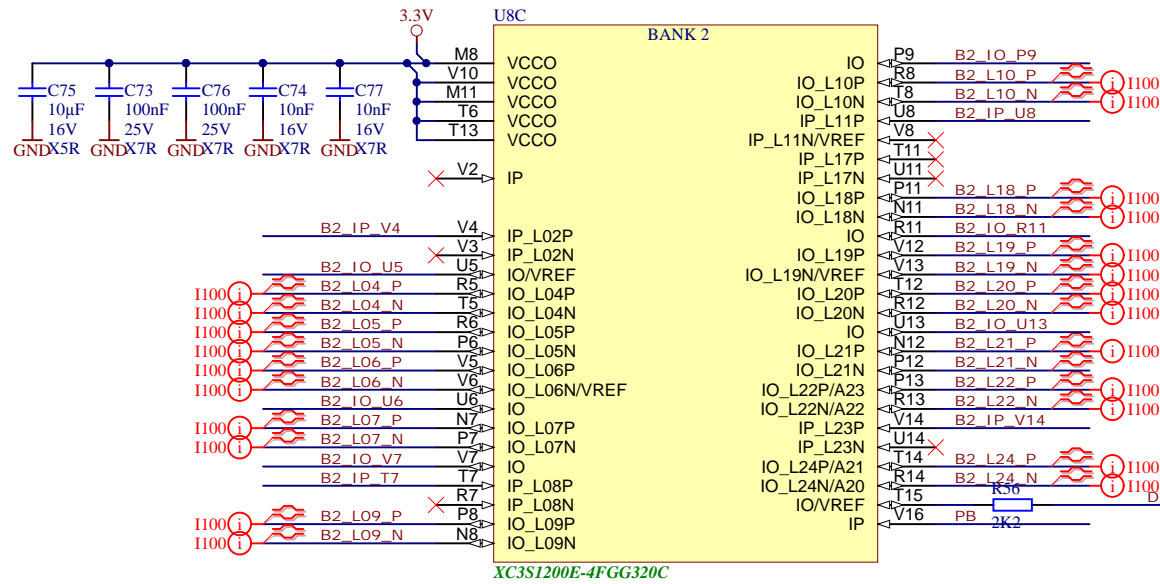 3.3V
U8C
BANK 2
C75
10µF
16V
X5R
GND
C73
100nF
25V
X7R
GND
C76
100nF
25V
X7R
GND
C74
10nF
16V
X7R
GND
C77
10nF
16V
X7R
GND
M8 VCCO
V10 VCCO
M11 VCCO
T6 VCCO
T13 VCCO
V2 IP
B2_IP_V4 V4 IP_L02P
V3 IP_L02N
B2_IO_U5 U5 IO/VREF
I100 i B2_L04_P R5 IO_L04P
I100 i B2_L04_N T5 IO_L04N
I100 i B2_L05_P R6 IO_L05P
I100 i B2_L05_N P6 IO_L05N
I100 i B2_L06_P V5 IO_L06P
I100 i B2_L06_N V6 IO_L06N/VREF
B2_IO_U6 U6 IO
I100 i B2_L07_P N7 IO_L07P
I100 i B2_L07_N P7 IO_L07N
B2_IO_V7 V7 IO
B2_IP_T7 T7 IP_L08P
R7 IP_L08N
I100 i B2_L09_P P8 IO_L09P
I100 i B2_L09_N N8 IO_L09N
IO P9 B2_IO_P9
IO_L10P R8 B2_L10_P i I100
IO_L10N T8 B2_L10_N i I100
IP_L11P U8 B2_IP_U8
IP_L11N/VREF V8
IP_L17P T11
IP_L17N U11
IO_L18P P11 B2_L18_P i I100
IO_L18N N11 B2_L18_N i I100
IO R11 B2_IO_R11
IO_L19P V12 B2_L19_P i I100
IO_L19N/VREF V13 B2_L19_N i I100
IO_L20P T12 B2_L20_P i I100
IO_L20N R12 B2_L20_N i I100
IO U13 B2_IO_U13
IO_L21P N12 B2_L21_P i I100
IO_L21N P12 B2_L21_N
IO_L22P/A23 P13 B2_L22_P i I100
IO_L22N/A22 R13 B2_L22_N i I100
IP_L23P V14 B2_IP_V14
IP_L23N U14
IO_L24P/A21 T14 B2_L24_P i I100
IO_L24N/A20 R14 B2_L24_N i I100
IO/VREF T15 R56 2K2 D
IP V16 PB
XC3S1200E-4FGG320C